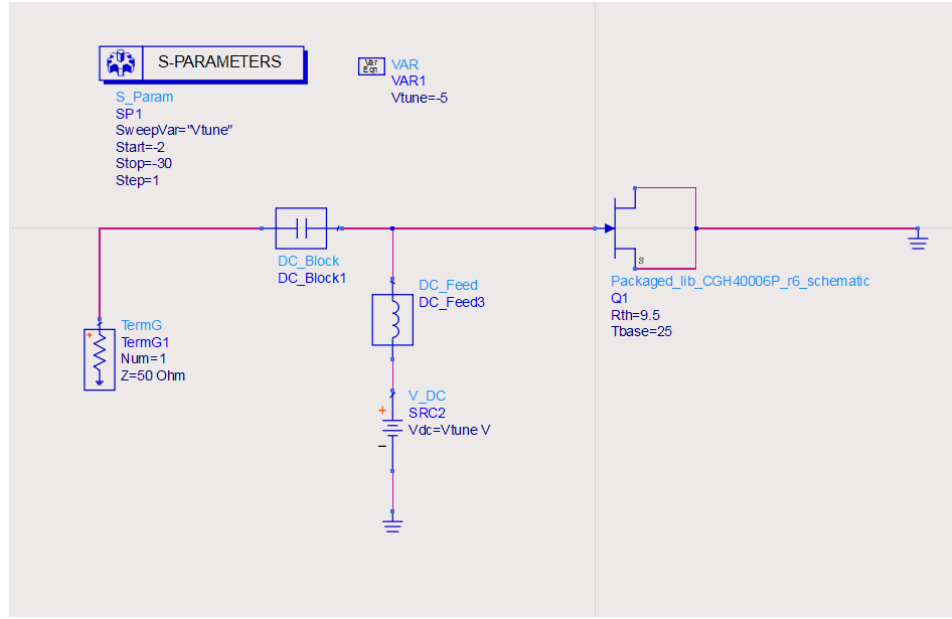 S-PARAMETERS
S_Param
SP1
SweepVar="Vtune"
Start=-2
Stop=-30
Step=1
Var
Eqn
VAR
VAR1
Vtune=-5
DC_Block
DC_Block1
DC_Feed
DC_Feed3
S
Packaged_lib_CGH40006P_r6_schematic
Q1
Rth=9.5
Tbase=25
+
TermG
TermG1
Num=1
Z=50 Ohm
+
V_DC
SRC2
Vdc=Vtune V
−